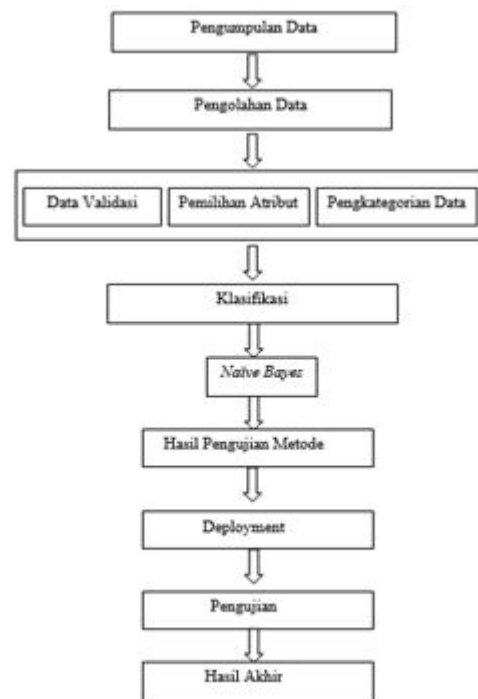 Pengumpulan Data
Pengolahan Data
Data Validasi
Pemilihan Atribut
Pengkategorian Data
Klasifikasi
Naïve Bayes
Hasil Pengujian Metode
Deployment
Pengujian
Hasil Akhir